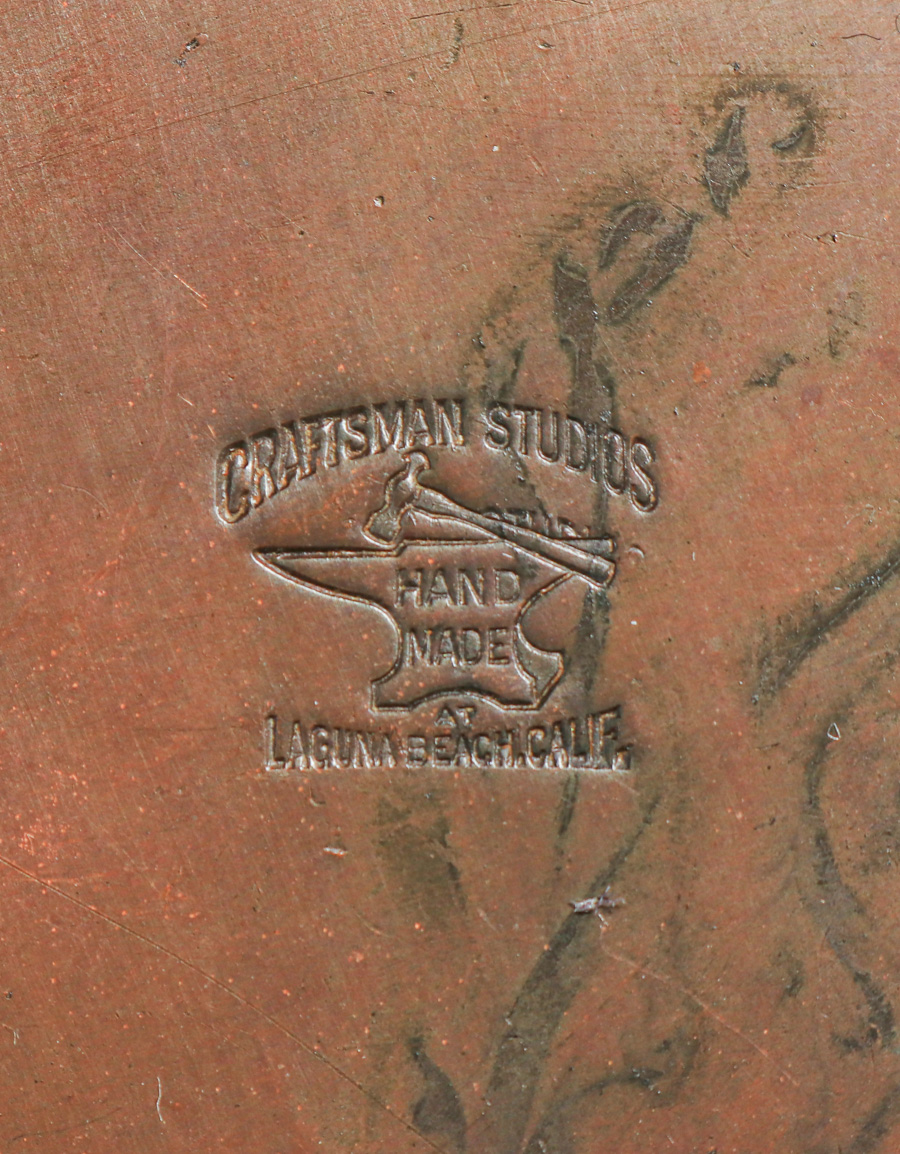 CRAFTSMAN STUDIOS
HAND
MADE
AT
LAGUNA BEACH, CALIF.